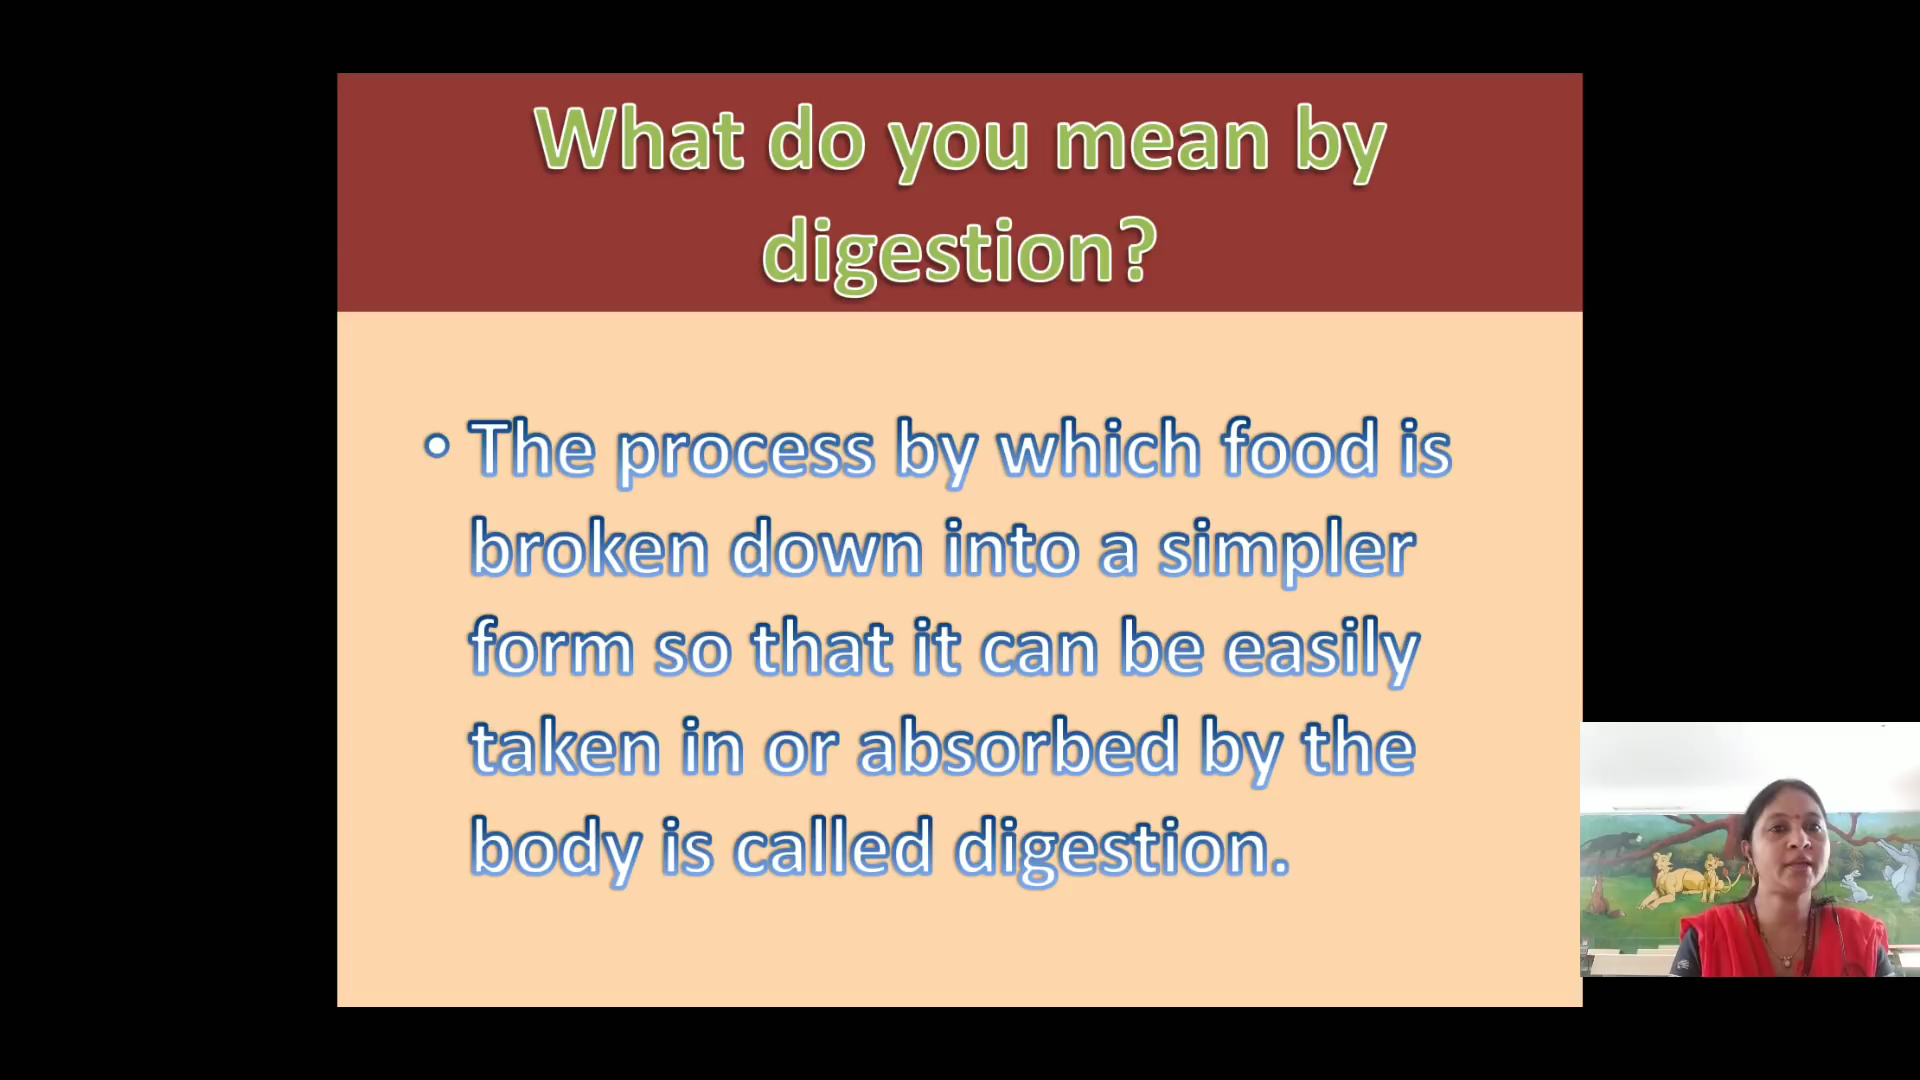 What do you mean by
digestion?
• The process by which food is
broken down into a simpler
form so that it can be easily
taken in or absorbed by the
body is called digestion.